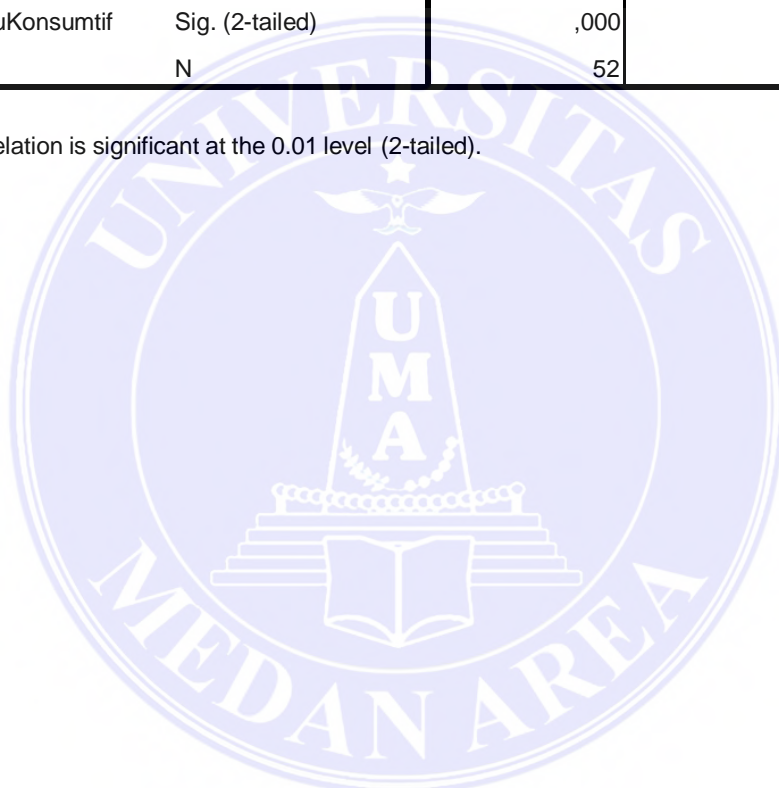 uKonsumtif Sig. (2-tailed) ,000
N 52
elation is significant at the 0.01 level (2-tailed).
UNIVERSITAS
UMA
MEDAN AREA